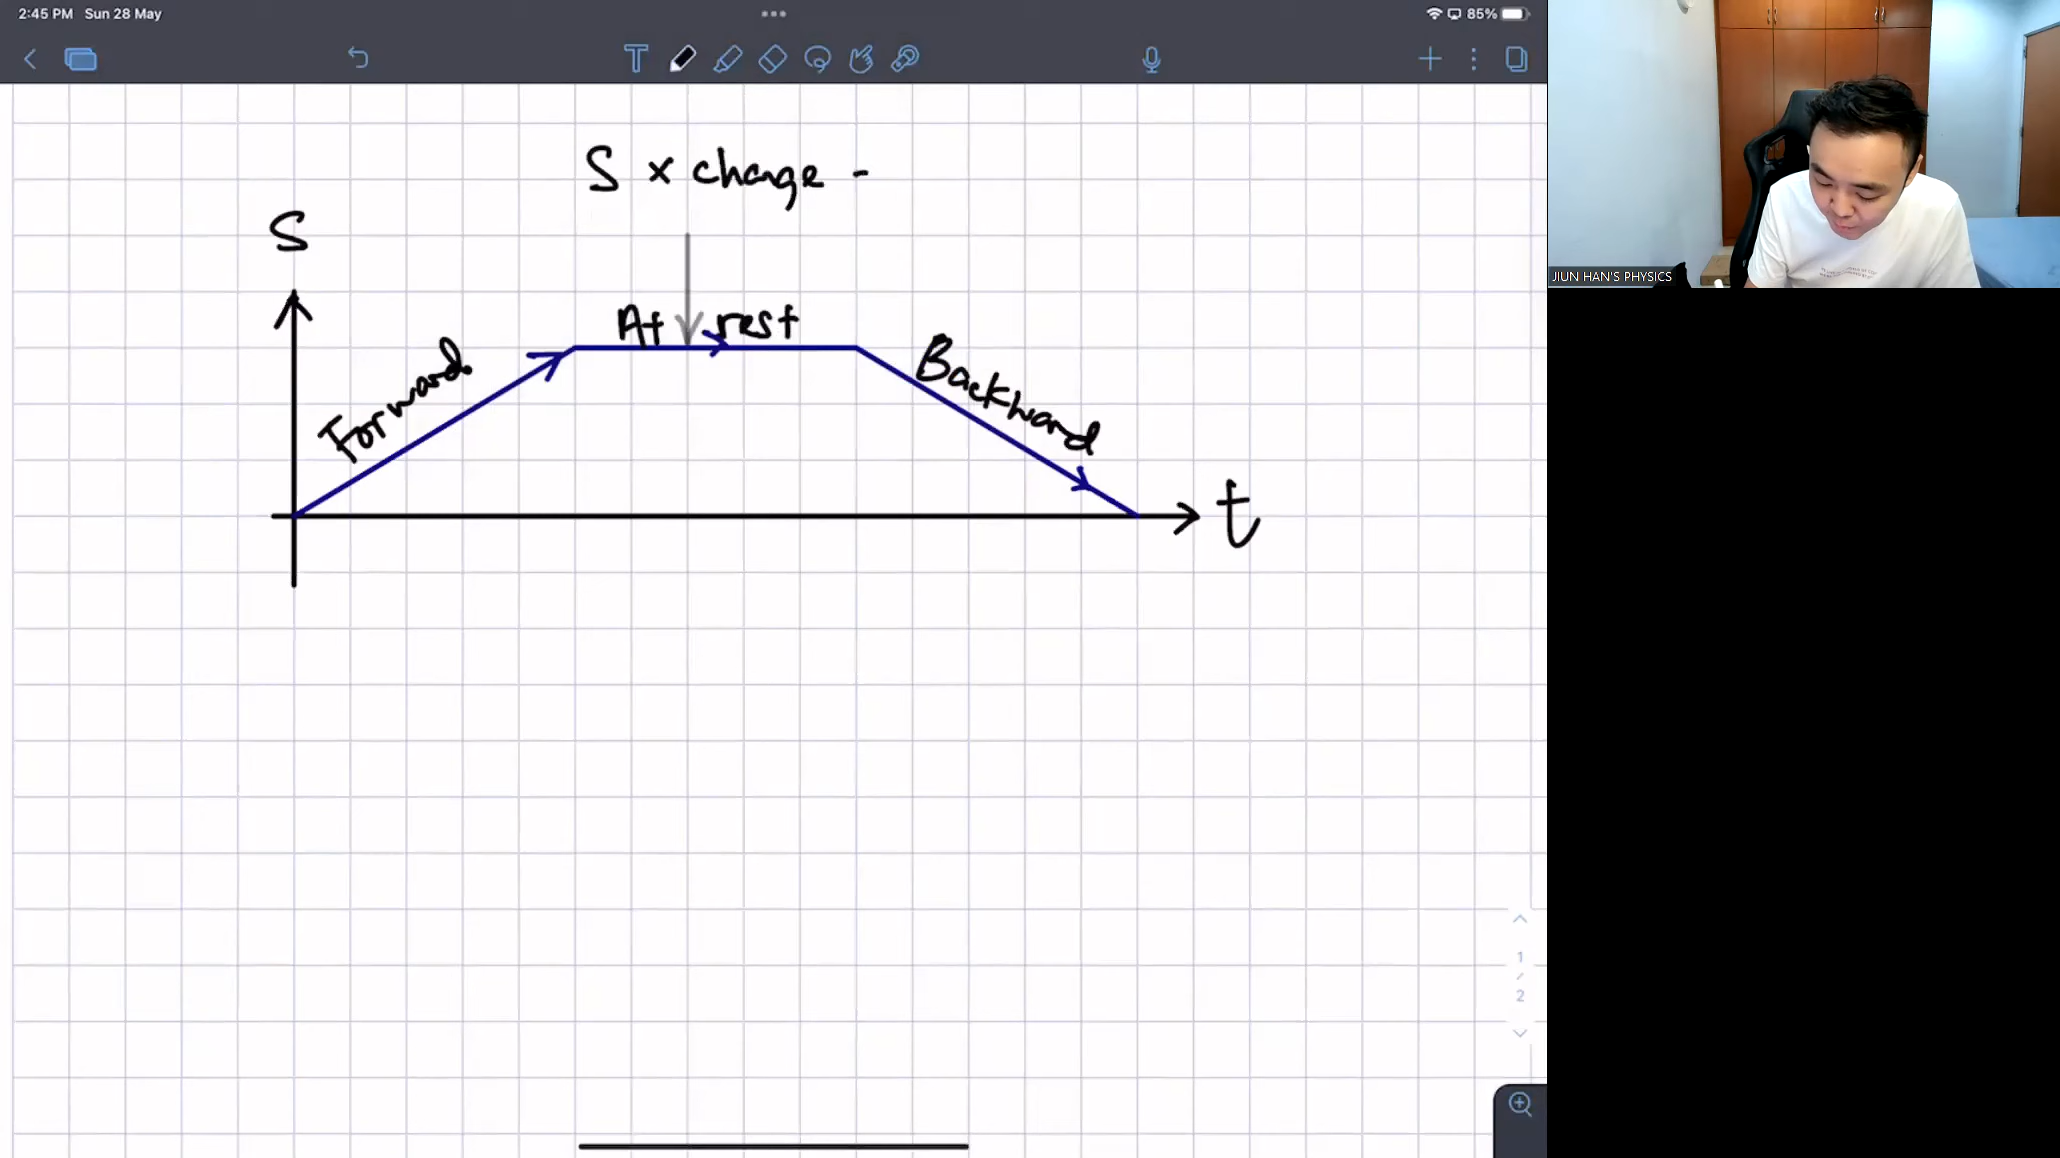 2:45 PM Sun 28 May
85%
S x change -
S
At rest
Forward
Backward
t
JIUN HAN'S PHYSICS
1
2